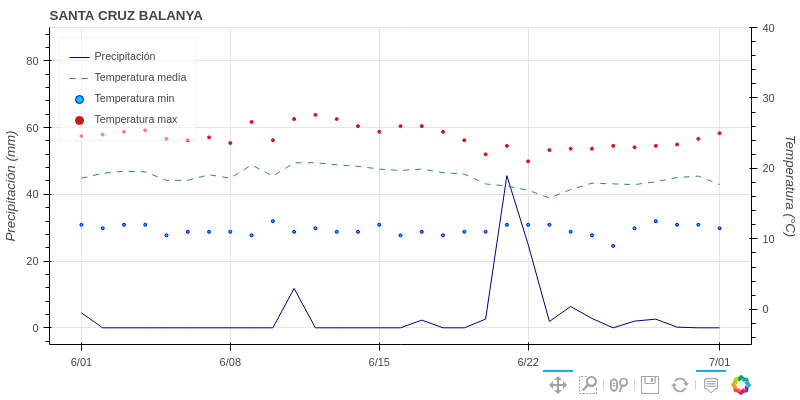 SANTA CRUZ BALANYA
Precipitación
Temperatura media
Temperatura min
Temperatura max
Precipitación (mm)
80
60
40
20
0
40
30
20
10
0
Temperatura (°C)
6/01
6/08
6/15
6/22
7/01